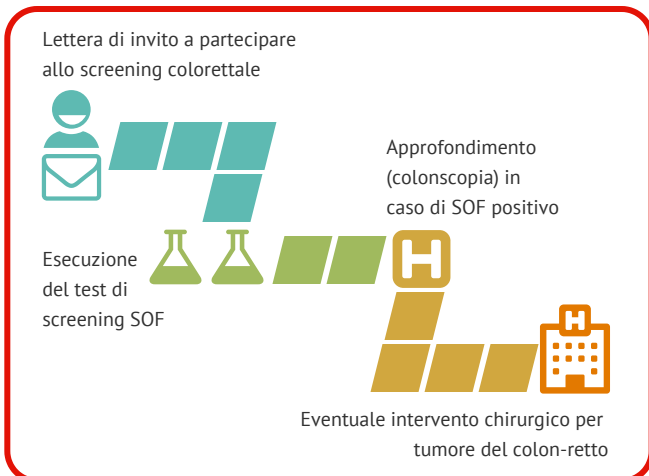 Lettera di invito a partecipare
allo screening colorettale
Approfondimento
(colonscopia) in
caso di SOF positivo
H
Esecuzione
del test di
screening SOF
H
Eventuale intervento chirurgico per
tumore del colon-retto